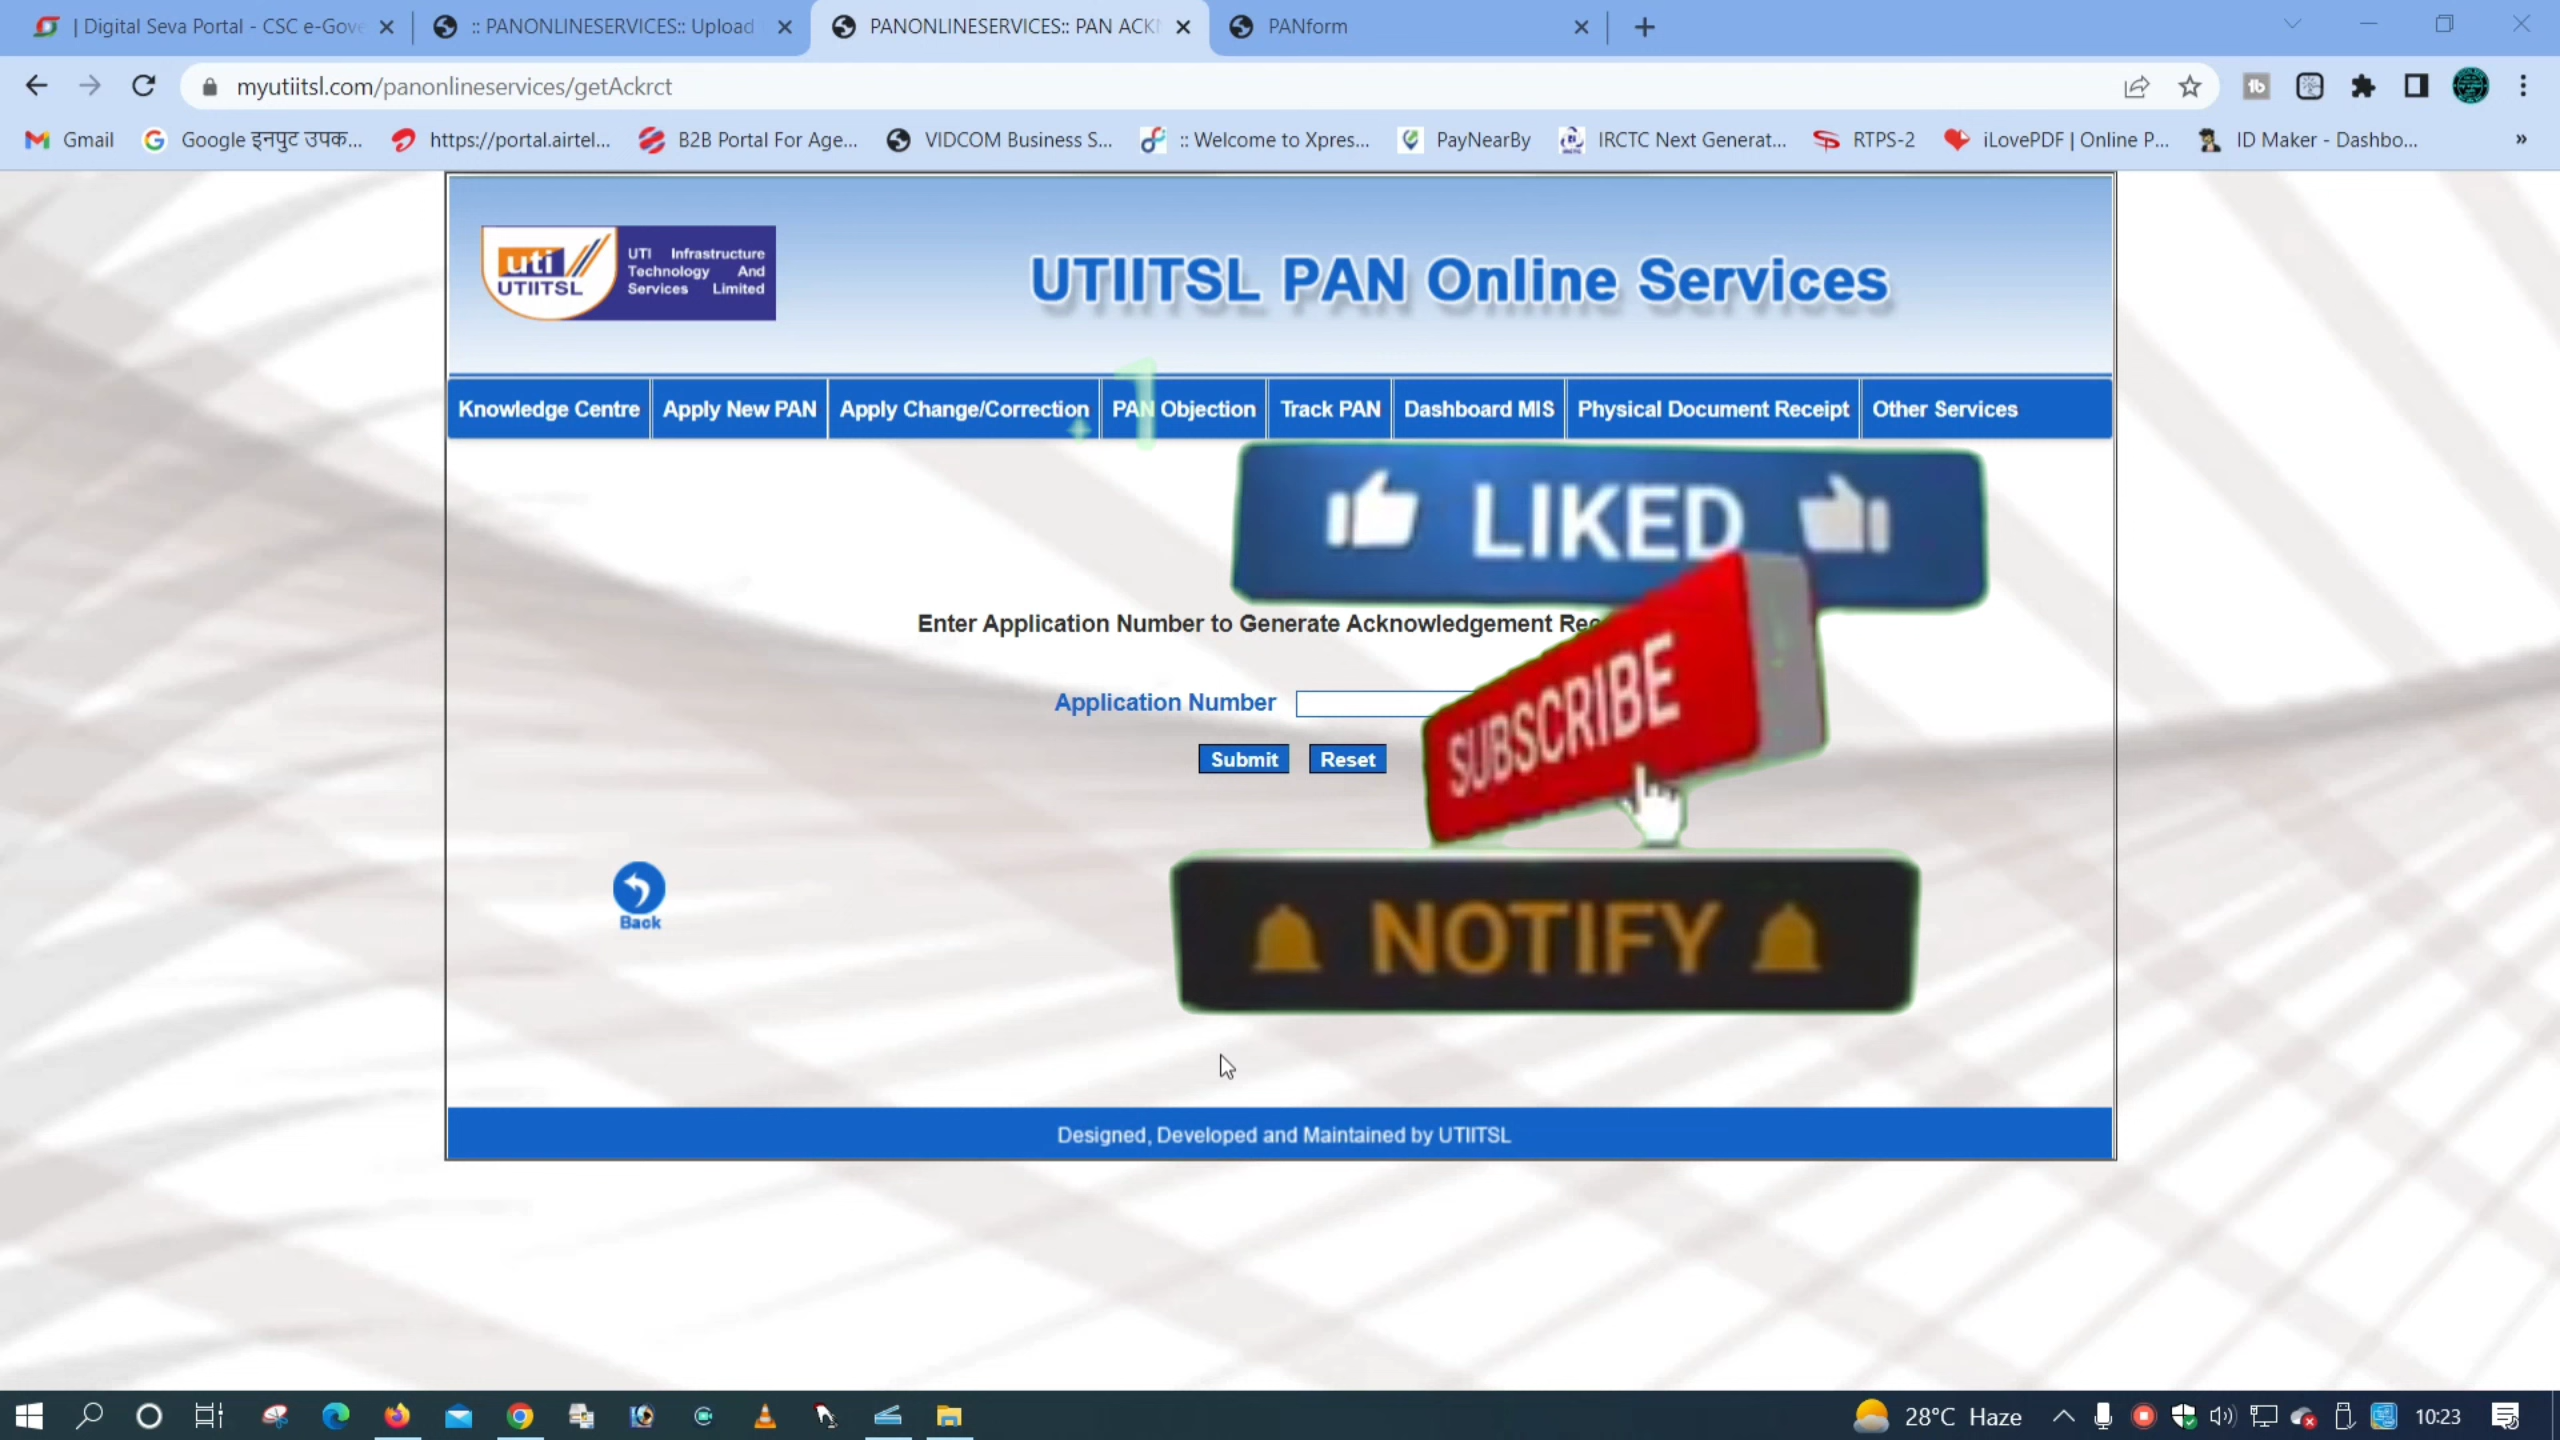 | Digital Seva Portal - CSC e-Gove
:: PANONLINESERVICES:: Upload
PANONLINESERVICES:: PAN ACK
PANform
myutiitsl.com/panonlineservices/getAckrct
Gmail
Google इनपुट उपक...
https://portal.airtel...
B2B Portal For Age...
VIDCOM Business S...
:: Welcome to Xpres...
PayNearBy
IRCTC Next Generat...
RTPS-2
iLovePDF | Online P...
ID Maker - Dashbo...
»
uti
UTIITSL
UTI Infrastructure
Technology And
Services Limited
UTIITSL PAN Online Services
Knowledge Centre
Apply New PAN
Apply Change/Correction
PAN Objection
Track PAN
Dashboard MIS
Physical Document Receipt
Other Services
1
LIKED
Enter Application Number to Generate Acknowledgement Rec
SUBSCRIBE
Application Number
Submit
Reset
Back
NOTIFY
Designed, Developed and Maintained by UTIITSL
28°C Haze
10:23